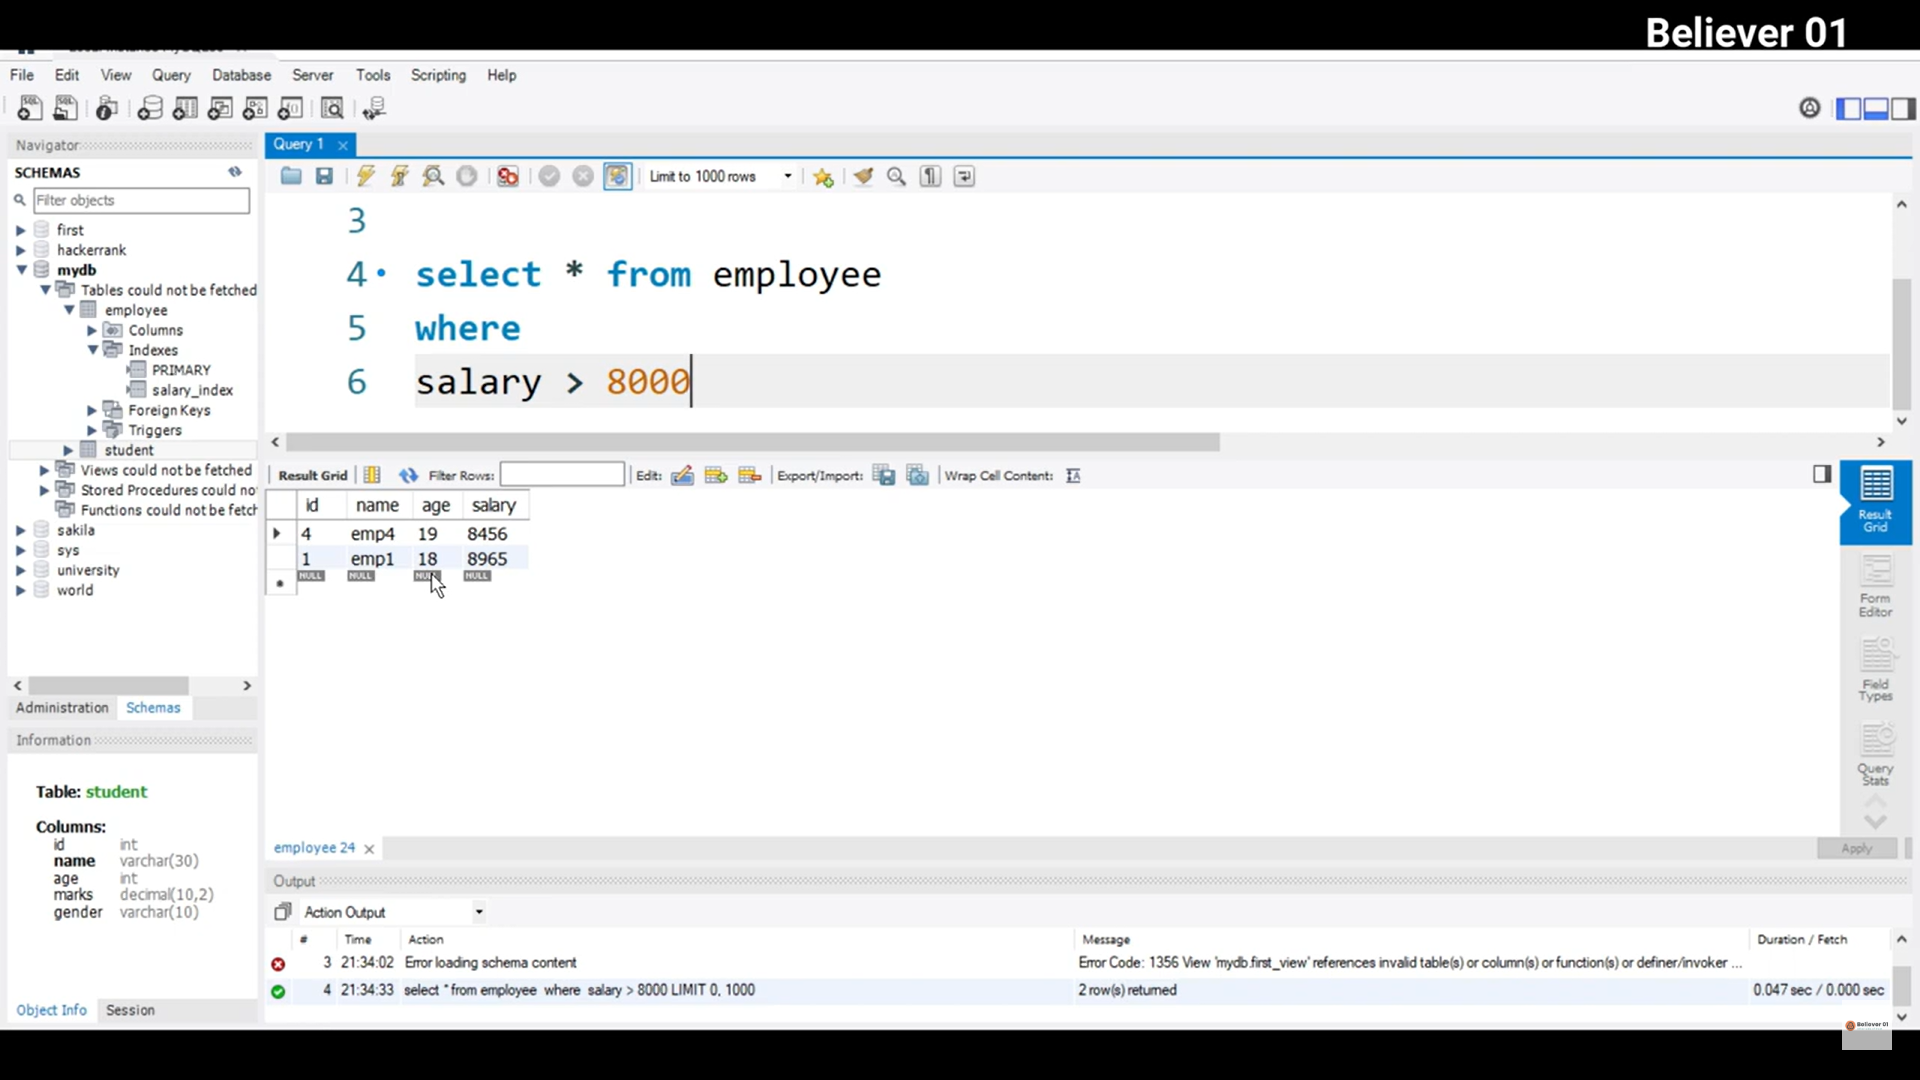 Believer 01
File Edit View Query Database Server Tools Scripting Help
Navigator
Query 1
SCHEMAS
Limit to 1000 rows
Filter objects
first
hackerrank
mydb
Tables could not be fetched
employee
Columns
Indexes
PRIMARY
salary_index
Foreign Keys
Triggers
student
Views could not be fetched
Stored Procedures could no
Functions could not be fetch
sakila
sys
university
world
3
4 select * from employee
5 where
6 salary > 8000
Result Grid Filter Rows: Edit: Export/Import: Wrap Cell Content:
id name age salary
4 emp4 19 8456
1 emp1 18 8965
NULL NULL NULL NULL
Result
Grid
Form
Editor
Field
Types
Query
Stats
Administration Schemas
Information
Table: student
Columns:
id int
name varchar(30)
age int
marks decimal(10,2)
gender varchar(10)
Object Info Session
employee 24
Apply
Output
Action Output
# Time Action Message Duration / Fetch
3 21:34:02 Error loading schema content Error Code: 1356 View 'mydb.first_view' references invalid table(s) or column(s) or function(s) or definer/invoker ...
4 21:34:33 select * from employee where salary > 8000 LIMIT 0, 1000 2 row(s) returned 0.047 sec / 0.000 sec
Believer 01